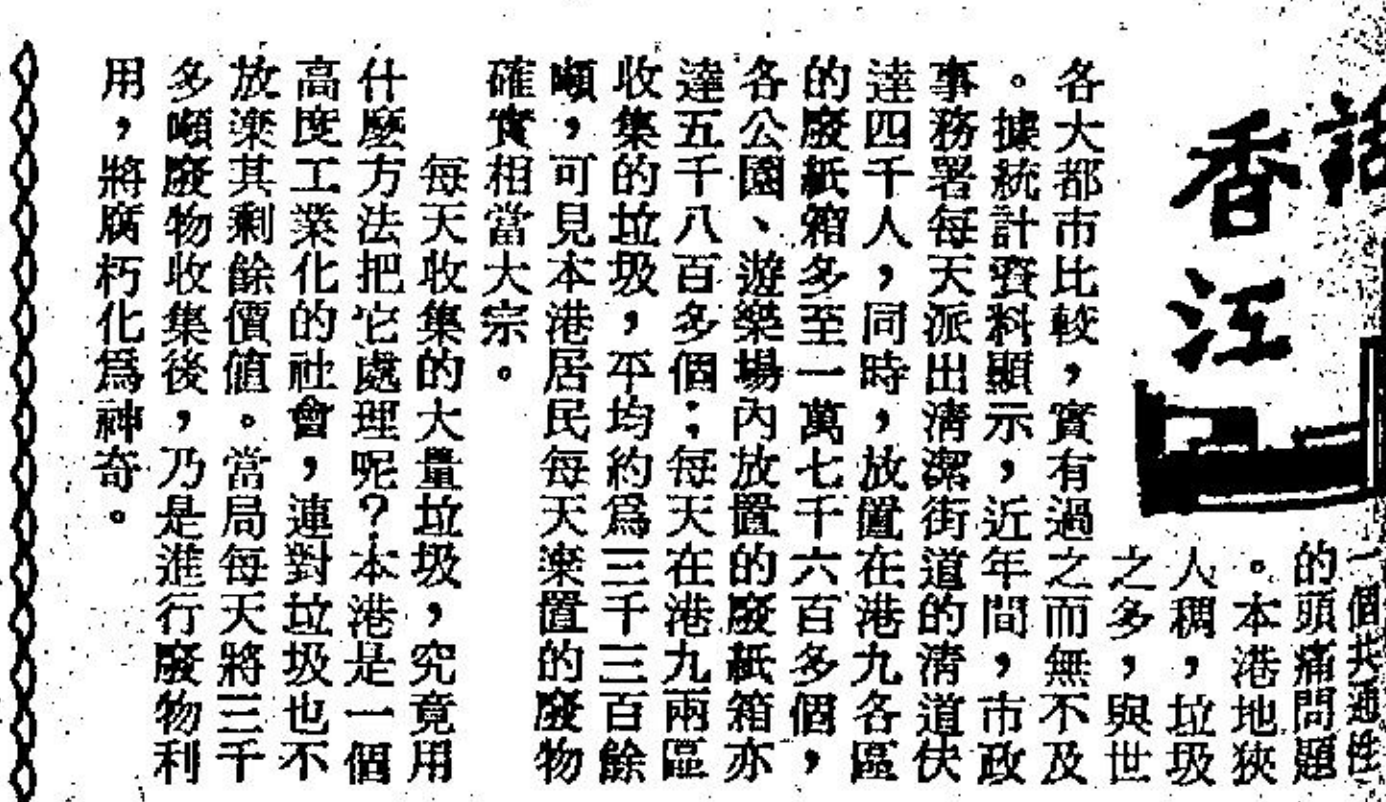 話
香江
一個共通性
的頭痛問題
。本港地狹
人稠，垃圾
之多，與世
各大都市比較，實有過之而無不及
。據統計資料顯示，近年間，市政
事務署每天派出清潔街道的清道伕
達四千人，同時，放置在港九各區
的廢紙箱多至一萬七千六百多個，
各公園、遊樂場內放置的廢紙箱亦
達五千八百多個；每天在港九兩區
收集的垃圾，平均約爲三千三百餘
噸，可見本港居民每天棄置的廢物
確實相當大宗。
每天收集的大量垃圾，究竟用
什麼方法把它處理呢？本港是一個
高度工業化的社會，連對垃圾也不
放棄其剩餘價值。當局每天將三千
多噸廢物收集後，乃是進行廢物利
用，將腐朽化爲神奇。